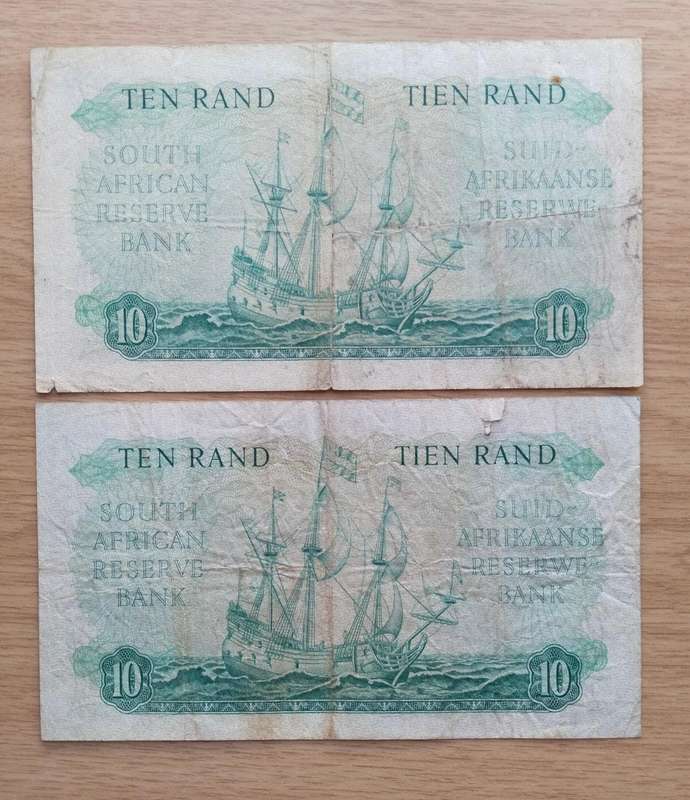 TEN RAND
TIEN RAND
SOUTH
AFRICAN
RESERVE
BANK
SUID-
AFRIKAANSE
RESERWE-
BANK
10
10
TEN RAND
TIEN RAND
SOUTH
AFRICAN
RESERVE
BANK
SUID-
AFRIKAANSE
RESERWE-
BANK
10
10